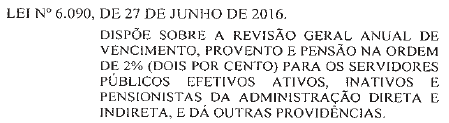 LEI Nº 6.090, DE 27 DE JUNHO DE 2016.
DISPÕE SOBRE A REVISÃO GERAL ANUAL DE
VENCIMENTO, PROVENTO E PENSÃO NA ORDEM
DE 2% (DOIS POR CENTO) PARA OS SERVIDORES
PÚBLICOS EFETIVOS ATIVOS, INATIVOS E
PENSIONISTAS DA ADMINISTRAÇÃO DIRETA E
INDIRETA, E DÁ OUTRAS PROVIDÊNCIAS.